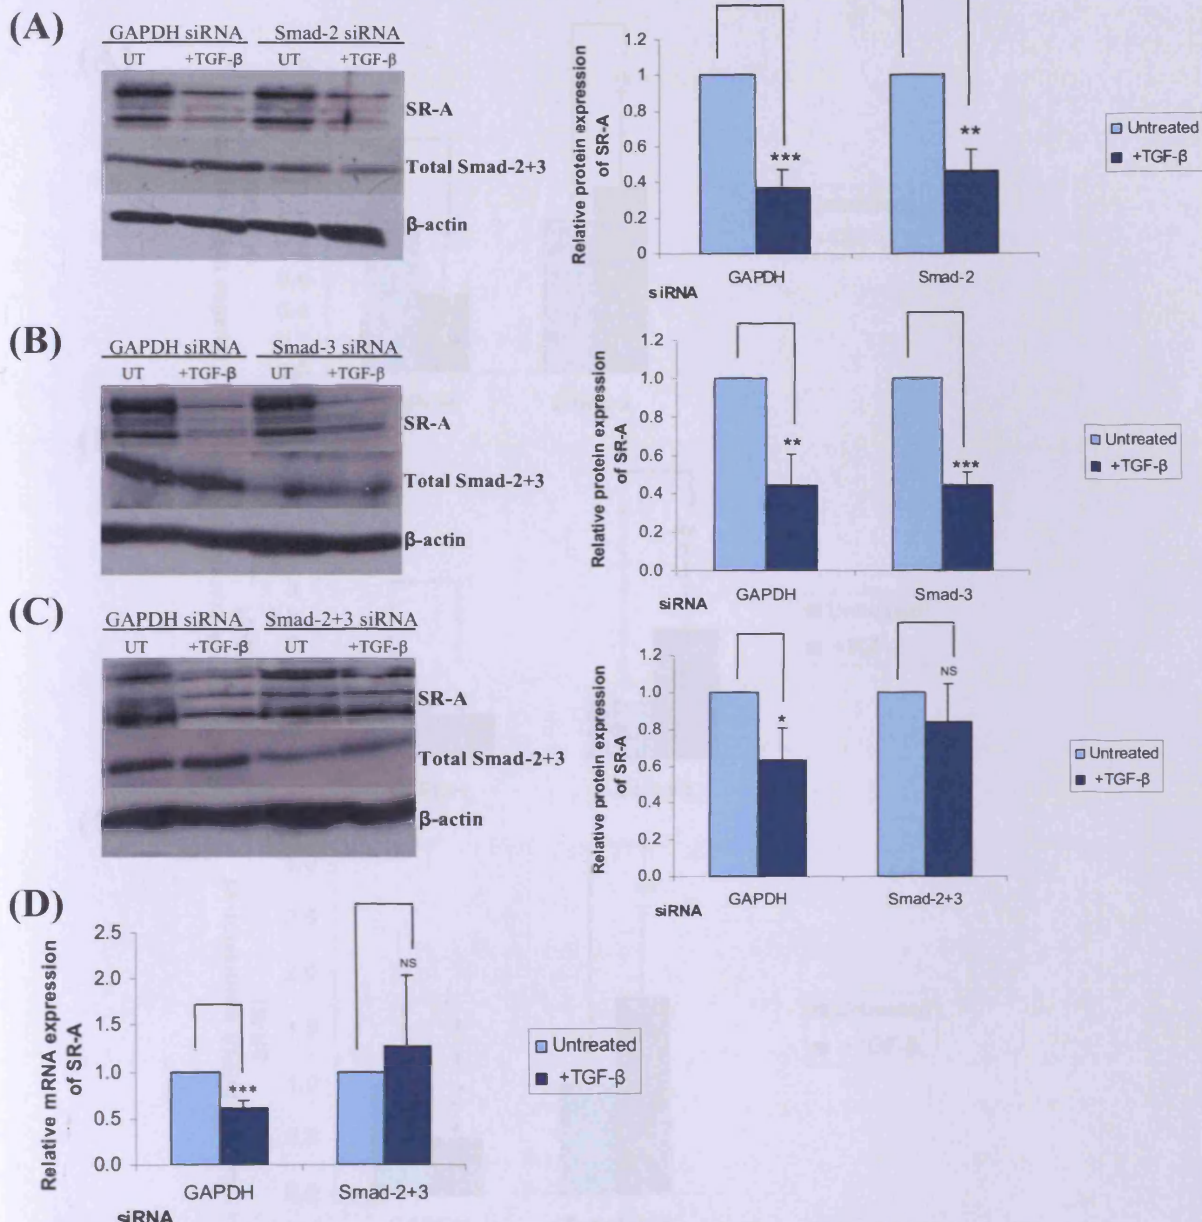 (A)
GAPDH siRNA Smad-2 siRNA
UT +TGF-β UT +TGF-β
SR-A
Total Smad-2+3
β-actin
Relative protein expression
of SR-A
1.2
1
0.8
0.6
0.4
0.2
0
***
**
GAPDH Smad-2
siRNA
Untreated
+TGF-β
(B)
GAPDH siRNA Smad-3 siRNA
UT +TGF-β UT +TGF-β
SR-A
Total Smad-2+3
β-actin
Relative protein expression
of SR-A
1.2
1.0
0.8
0.6
0.4
0.2
0.0
**
***
GAPDH Smad-3
siRNA
Untreated
+TGF-β
(C)
GAPDH siRNA Smad-2+3 siRNA
UT +TGF-β UT +TGF-β
SR-A
Total Smad-2+3
β-actin
Relative protein expression
of SR-A
1.2
1.0
0.8
0.6
0.4
0.2
0.0
*
NS
GAPDH Smad-2+3
siRNA
Untreated
+TGF-β
(D)
Relative mRNA expression
of SR-A
2.5
2.0
1.5
1.0
0.5
0.0
***
NS
GAPDH Smad-2+3
siRNA
Untreated
+TGF-β